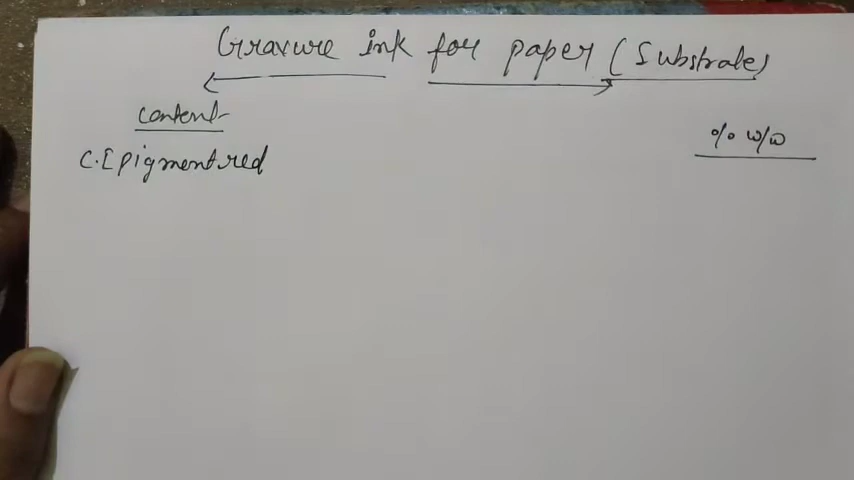 Gravure ink for paper (Substrate)
Content
% w/w
C.I pigment red